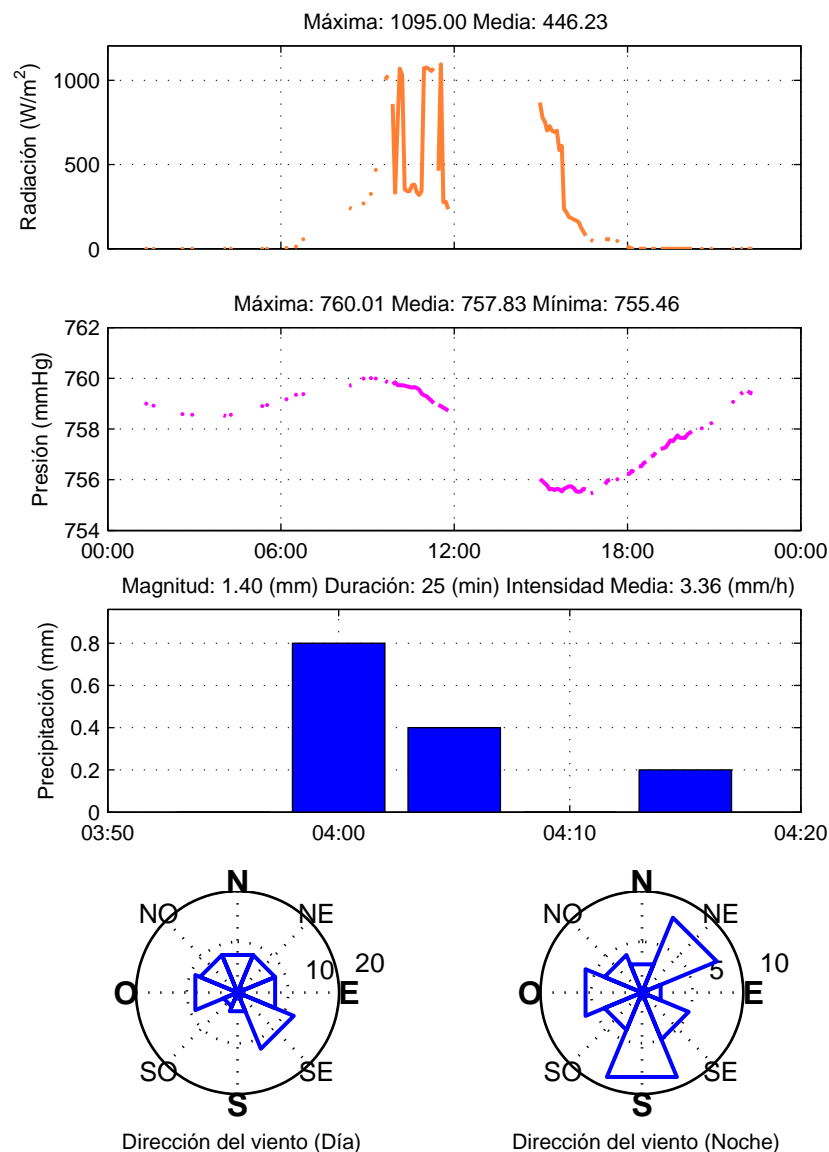 Máxima: 1095.00 Media: 446.23
Radiación (W/m²)
1000
500
0
Máxima: 760.01 Media: 757.83 Mínima: 755.46
Presión (mmHg)
762
760
758
756
754
00:00 06:00 12:00 18:00 00:00
Magnitud: 1.40 (mm) Duración: 25 (min) Intensidad Media: 3.36 (mm/h)
Precipitación (mm)
0.8
0.6
0.4
0.2
0
03:50 04:00 04:10 04:20
N
NO NE
10 20
O E
SO SE
S
Dirección del viento (Día)
N
NO NE
5 10
O E
SO SE
S
Dirección del viento (Noche)